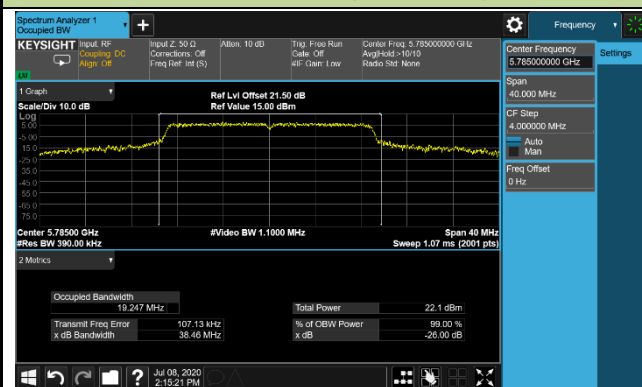 Spectrum Analyzer 1
Occupied BW
Frequency
KEYSIGHT Input: RF
Coupling: DC
Align: Off
Input Z: 50 Ω
Corrections: Off
Freq Ref: Int (S)
Atten: 10 dB
Trig: Free Run
Gate: Off
#IF Gain: Low
Center Freq: 5.785000000 GHz
Avg|Hold:>10/10
Radio Std: None
LXI
Center Frequency
5.785000000 GHz
Settings
Span
40.000 MHz
CF Step
4.000000 MHz
Auto
Man
Freq Offset
0 Hz
1 Graph
Scale/Div 10.0 dB
Ref Lvl Offset 21.50 dB
Ref Value 15.00 dBm
Log
5.00
-5.00
-15.0
-25.0
-35.0
-45.0
-55.0
-65.0
-75.0
Center 5.78500 GHz
#Video BW 1.1000 MHz
Span 40 MHz
#Res BW 390.00 kHz
Sweep 1.07 ms (2001 pts)
2 Metrics
Occupied Bandwidth
19.247 MHz
Total Power 22.1 dBm
Transmit Freq Error 107.13 kHz
% of OBW Power 99.00 %
x dB Bandwidth 38.46 MHz
x dB -26.00 dB
Jul 08, 2020
2:15:21 PM